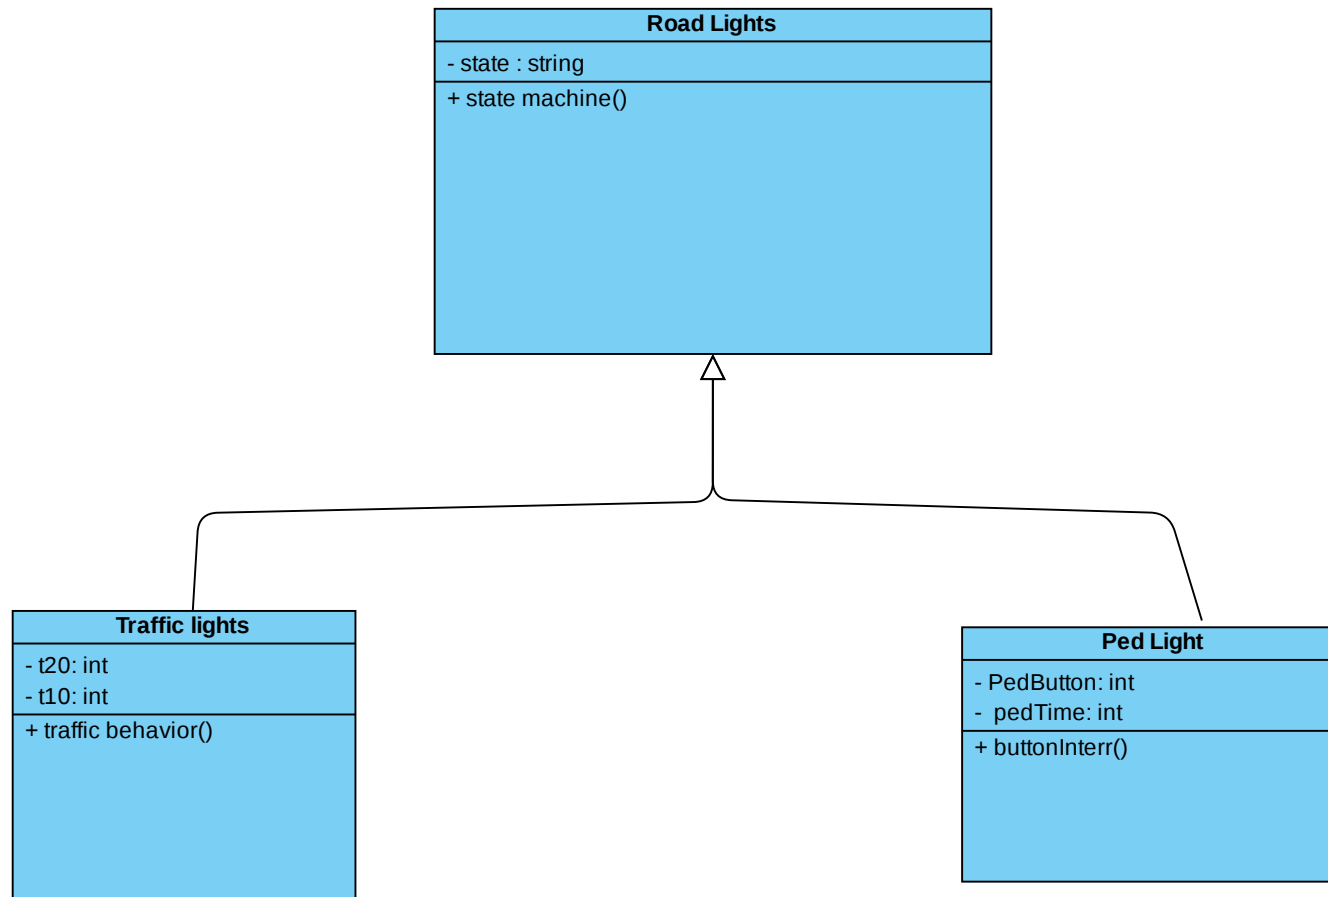 Road Lights
- state : string
+ state machine()
Traffic lights
- t20: int
- t10: int
+ traffic behavior()
Ped Light
- PedButton: int
-  pedTime: int
+ buttonInterr()